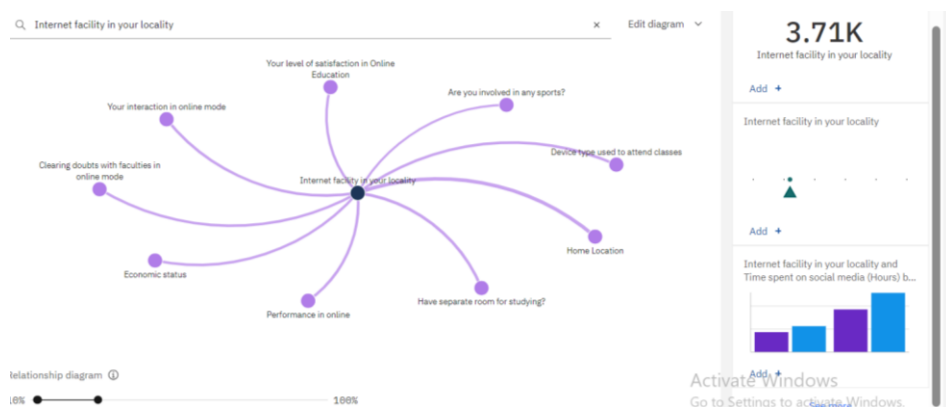 Internet facility in your locality
×
Edit diagram
Your level of satisfaction in Online
Education
Your interaction in online mode
Are you involved in any sports?
Clearing doubts with faculties in
online mode
Device type used to attend classes
Internet facility in your locality
Home Location
Economic status
Have separate room for studying?
Performance in online
Relationship diagram
100%
3.71K
Internet facility in your locality
Add +
Internet facility in your locality
Add +
Internet facility in your locality and
Time spent on social media (Hours) b...
Add +
See more
Activate Windows
Go to Settings to activate Windows.